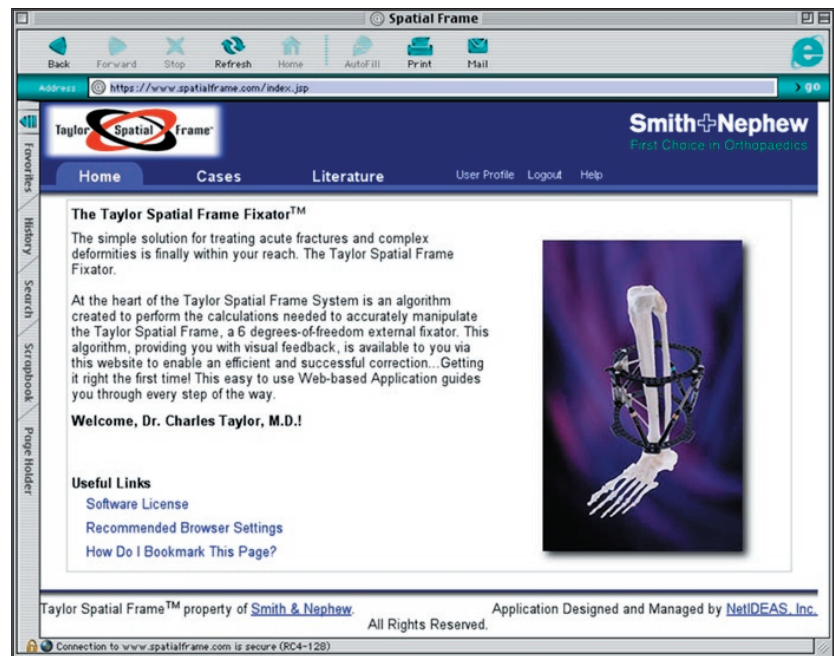 Spatial Frame
Back Forward Stop Refresh Home AutoFill Print Mail
Address https://www.spatialframe.com/index.jsp go
Favorites
History
Search
Scrapbook
Page Holder
Taylor Spatial Frame™
Smith+Nephew
First Choice in Orthopaedics
Home Cases Literature User Profile Logout Help
The Taylor Spatial Frame Fixator™
The simple solution for treating acute fractures and complex
deformities is finally within your reach. The Taylor Spatial Frame
Fixator.
At the heart of the Taylor Spatial Frame System is an algorithm
created to perform the calculations needed to accurately manipulate
the Taylor Spatial Frame, a 6 degrees-of-freedom external fixator. This
algorithm, providing you with visual feedback, is available to you via
this website to enable an efficient and successful correction...Getting
it right the first time! This easy to use Web-based Application guides
you through every step of the way.
Welcome, Dr. Charles Taylor, M.D.!
Useful Links
Software License
Recommended Browser Settings
How Do I Bookmark This Page?
Taylor Spatial Frame™ property of Smith & Nephew. Application Designed and Managed by NetIDEAS, Inc.
All Rights Reserved.
Connection to www.spatialframe.com is secure (RC4-128)